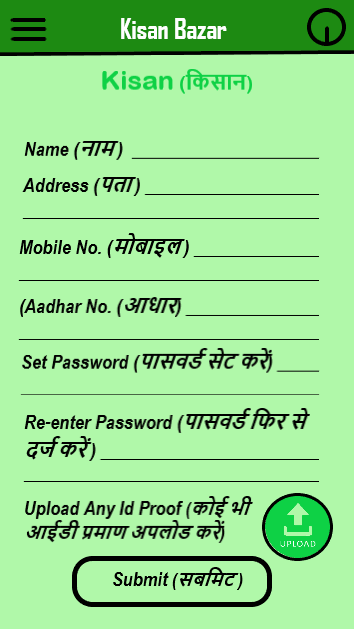 Kisan Bazar
Kisan (किसान)
Name (नाम )
Address (पता )
Mobile No. (मोबाइल )
(Aadhar No. (आधार)
Set Password (पासवर्ड सेट करें)
Re-enter Password (पासवर्ड फिर से
दर्ज करें )
Upload Any Id Proof (कोई भी
आईडी प्रमाण अपलोड करें)
UPLOAD
Submit (सबमिट )